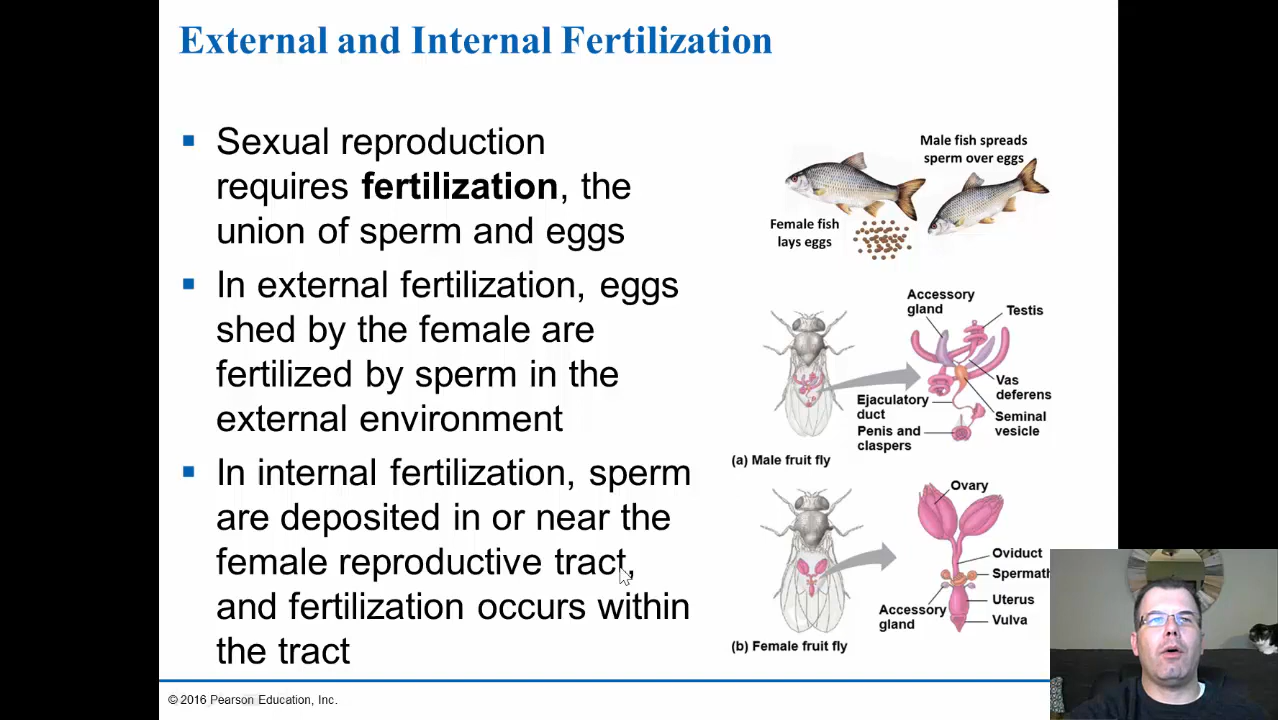 External and Internal Fertilization
Sexual reproduction
requires fertilization, the
union of sperm and eggs
In external fertilization, eggs
shed by the female are
fertilized by sperm in the
external environment
In internal fertilization, sperm
are deposited in or near the
female reproductive tract,
and fertilization occurs within
the tract
Male fish spreads
sperm over eggs
Female fish
lays eggs
Accessory
gland
Testis
Vas
deferens
Ejaculatory
duct
Seminal
vesicle
Penis and
claspers
(a) Male fruit fly
Ovary
Oviduct
Spermath
Uterus
Accessory
gland
Vulva
(b) Female fruit fly
© 2016 Pearson Education, Inc.